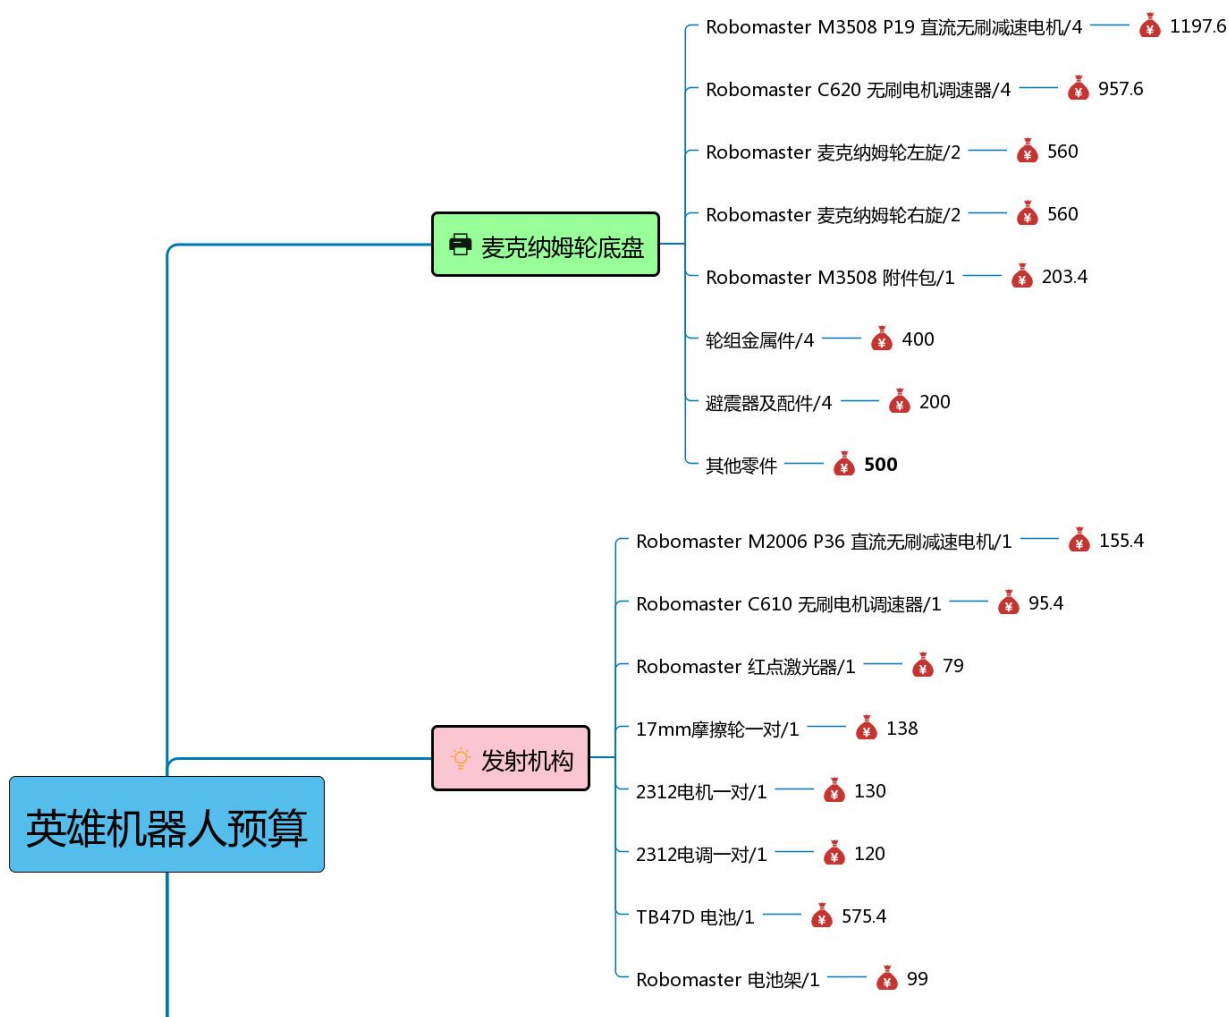 Robomaster M3508 P19 直流无刷减速电机/4 ¥ 1197.6
Robomaster C620 无刷电机调速器/4 ¥ 957.6
Robomaster 麦克纳姆轮左旋/2 ¥ 560
Robomaster 麦克纳姆轮右旋/2 ¥ 560
麦克纳姆轮底盘
Robomaster M3508 附件包/1 ¥ 203.4
轮组金属件/4 ¥ 400
避震器及配件/4 ¥ 200
其他零件 ¥ 500
Robomaster M2006 P36 直流无刷减速电机/1 ¥ 155.4
Robomaster C610 无刷电机调速器/1 ¥ 95.4
Robomaster 红点激光器/1 ¥ 79
17mm摩擦轮一对/1 ¥ 138
发射机构
2312电机一对/1 ¥ 130
英雄机器人预算
2312电调一对/1 ¥ 120
TB47D 电池/1 ¥ 575.4
Robomaster 电池架/1 ¥ 99